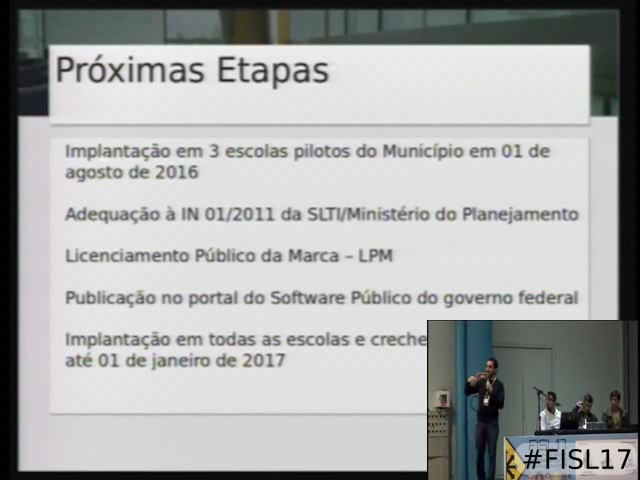 Próximas Etapas
Implantação em 3 escolas pilotos do Município em 01 de
agosto de 2016
Adequação à IN 01/2011 da SLTI/Ministério do Planejamento
Licenciamento Público da Marca – LPM
Publicação no portal do Software Público do governo federal
Implantação em todas as escolas e creche
até 01 de janeiro de 2017
FISL17
#FISL17